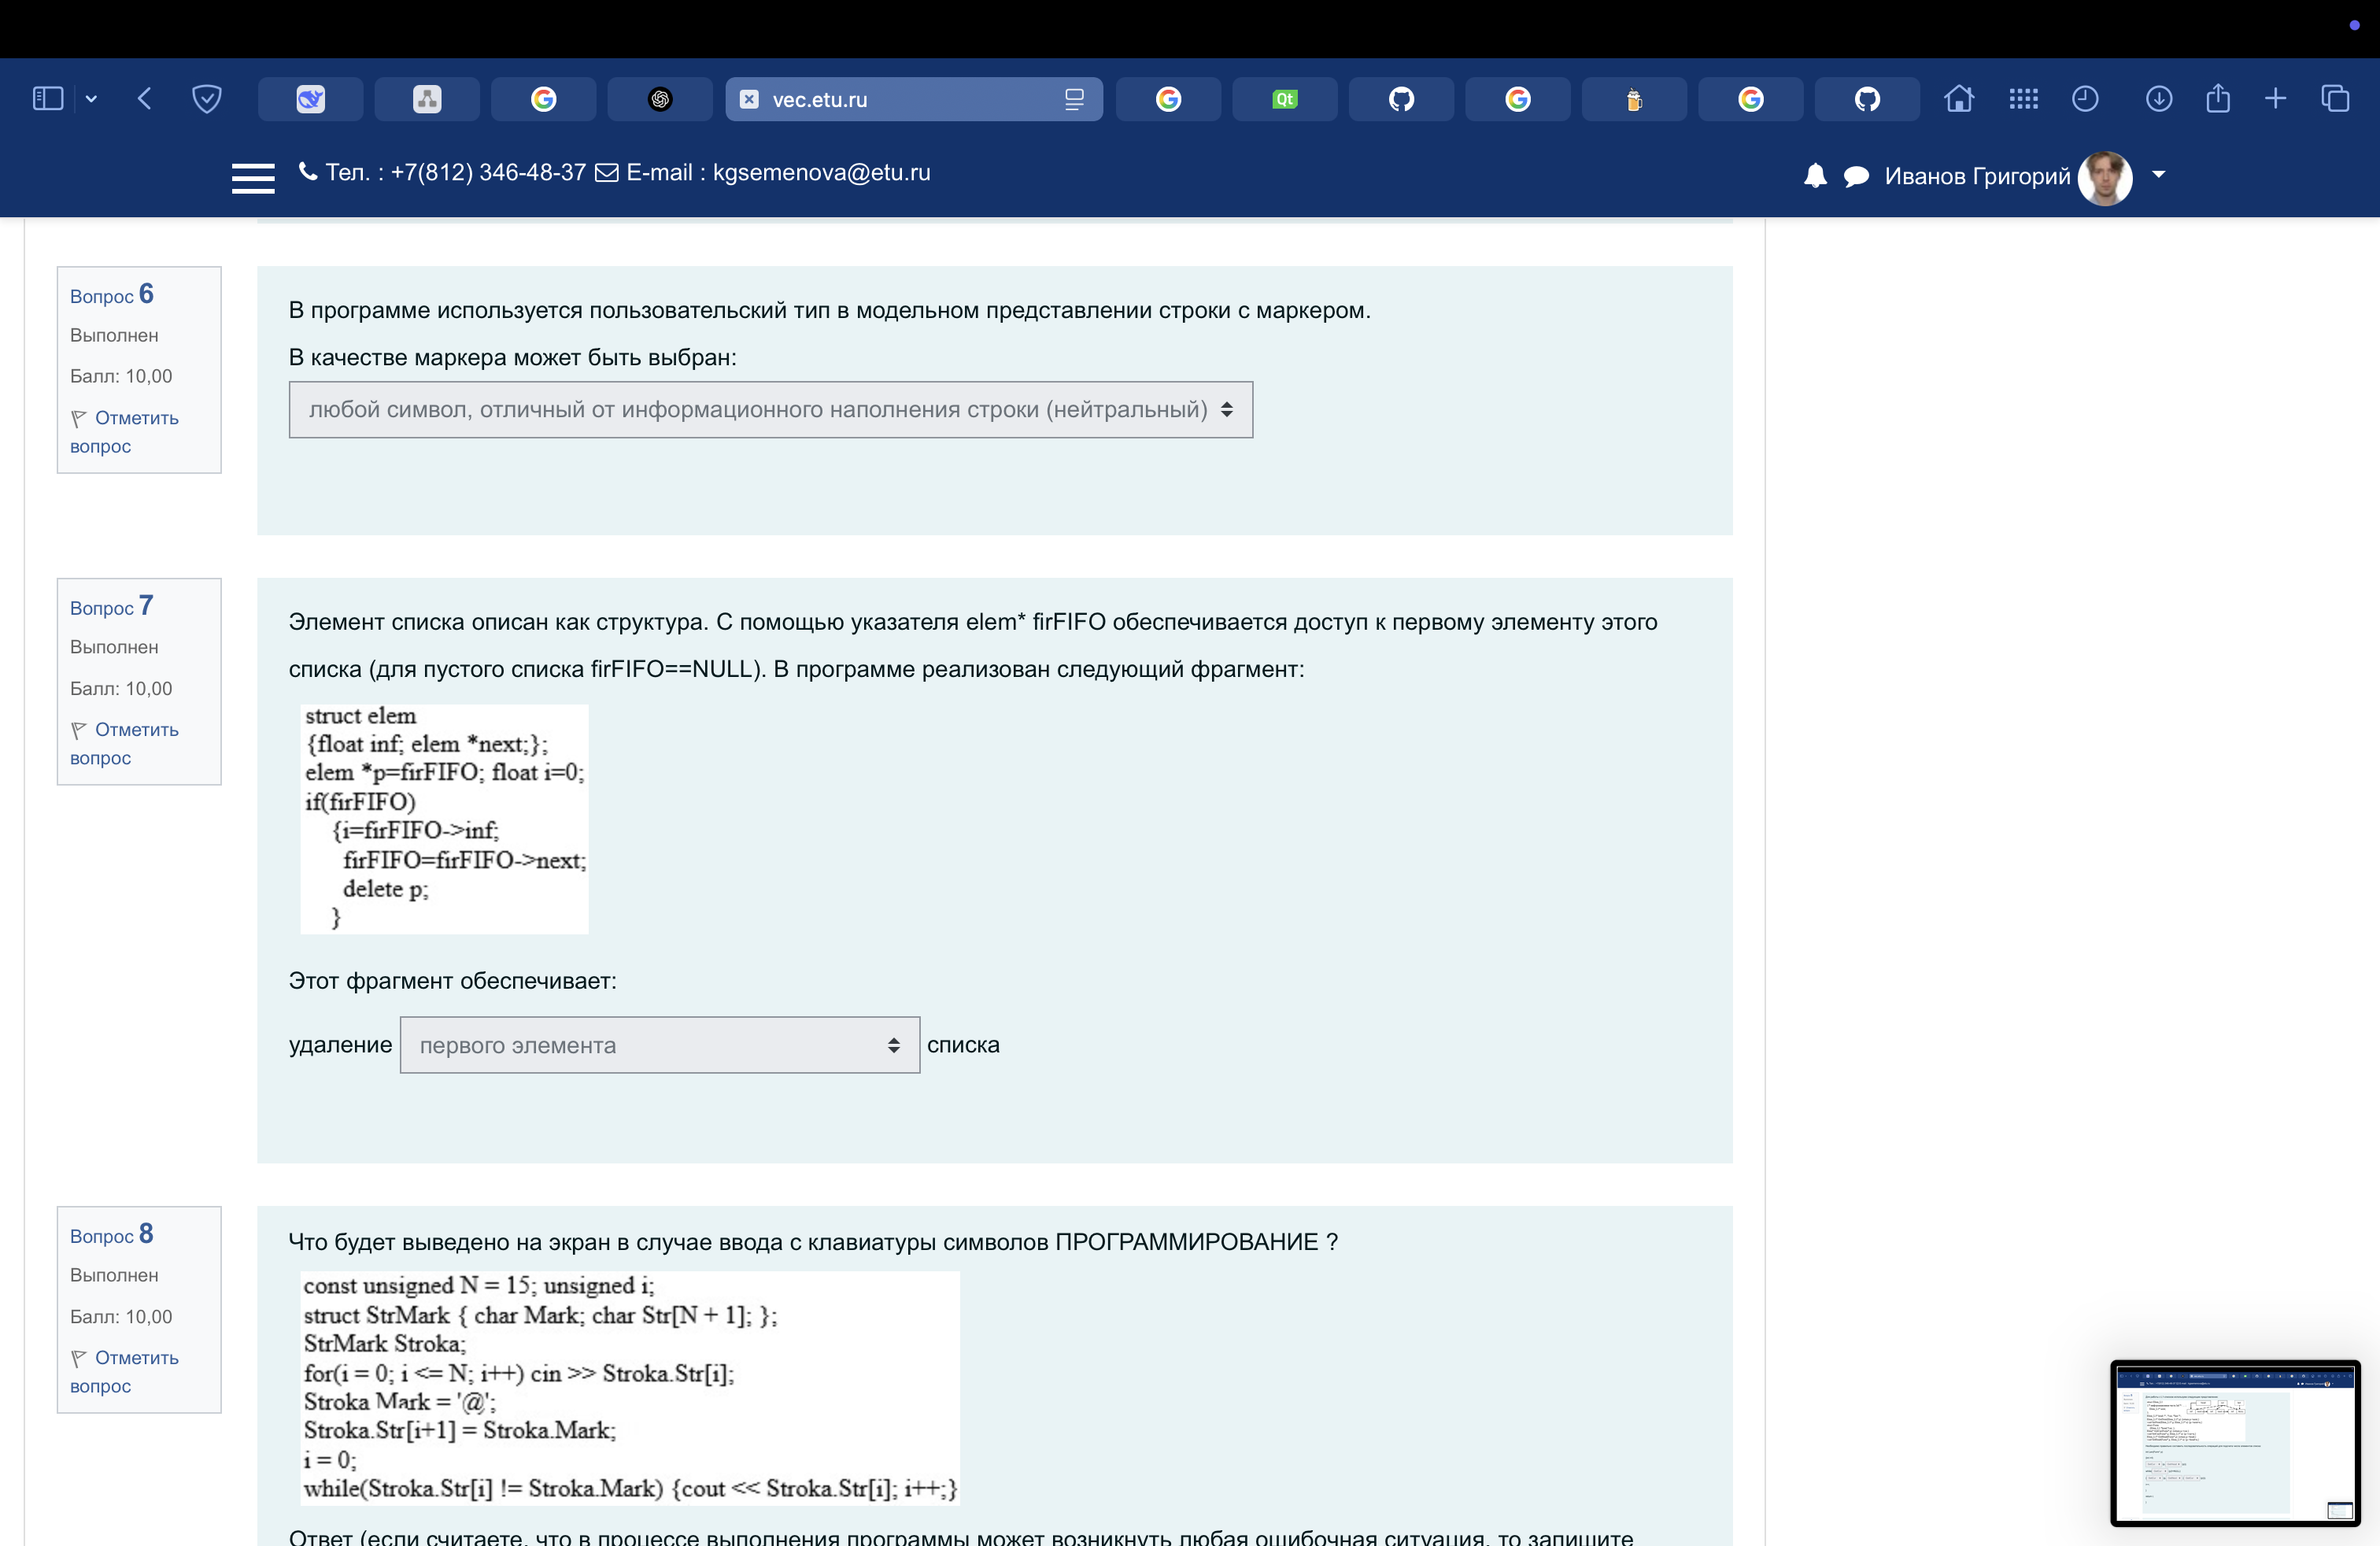 vec.etu.ru
Qt
Тел. : +7(812) 346-48-37 E-mail : kgsemenova@etu.ru
Иванов Григорий
Вопрос 6
Выполнен
Балл: 10,00
Отметить
вопрос
В программе используется пользовательский тип в модельном представлении строки с маркером.
В качестве маркера может быть выбран:
любой символ, отличный от информационного наполнения строки (нейтральный)
Вопрос 7
Выполнен
Балл: 10,00
Отметить
вопрос
Элемент списка описан как структура. С помощью указателя elem* firFIFO обеспечивается доступ к первому элементу этого
списка (для пустого списка firFIFO==NULL). В программе реализован следующий фрагмент:
struct elem
{float inf; elem *next;};
elem *p=firFIFO; float i=0;
if(firFIFO)
{i=firFIFO->inf;
firFIFO=firFIFO->next;
delete p;
}
Этот фрагмент обеспечивает:
удаление первого элемента списка
Вопрос 8
Выполнен
Балл: 10,00
Отметить
вопрос
Что будет выведено на экран в случае ввода с клавиатуры символов ПРОГРАММИРОВАНИЕ ?
const unsigned N = 15; unsigned i;
struct StrMark { char Mark; char Str[N + 1]; };
StrMark Stroka;
for(i = 0; i <= N; i++) cin >> Stroka.Str[i];
Stroka Mark = '@';
Stroka.Str[i+1] = Stroka.Mark;
i = 0;
while(Stroka.Str[i] != Stroka.Mark) {cout << Stroka.Str[i]; i++;}
Ответ (если считаете, что в процессе выполнения программы может возникнуть любая ошибочная ситуация, то запишите